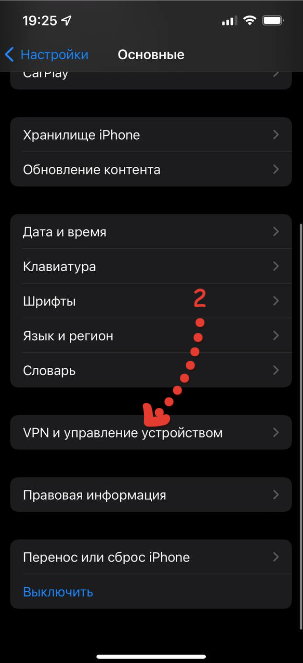 19:25
Настройки
Основные
CarPlay
Хранилище iPhone
Обновление контента
Дата и время
Клавиатура
Шрифты
2
Язык и регион
Словарь
VPN и управление устройством
Правовая информация
Перенос или сброс iPhone
Выключить